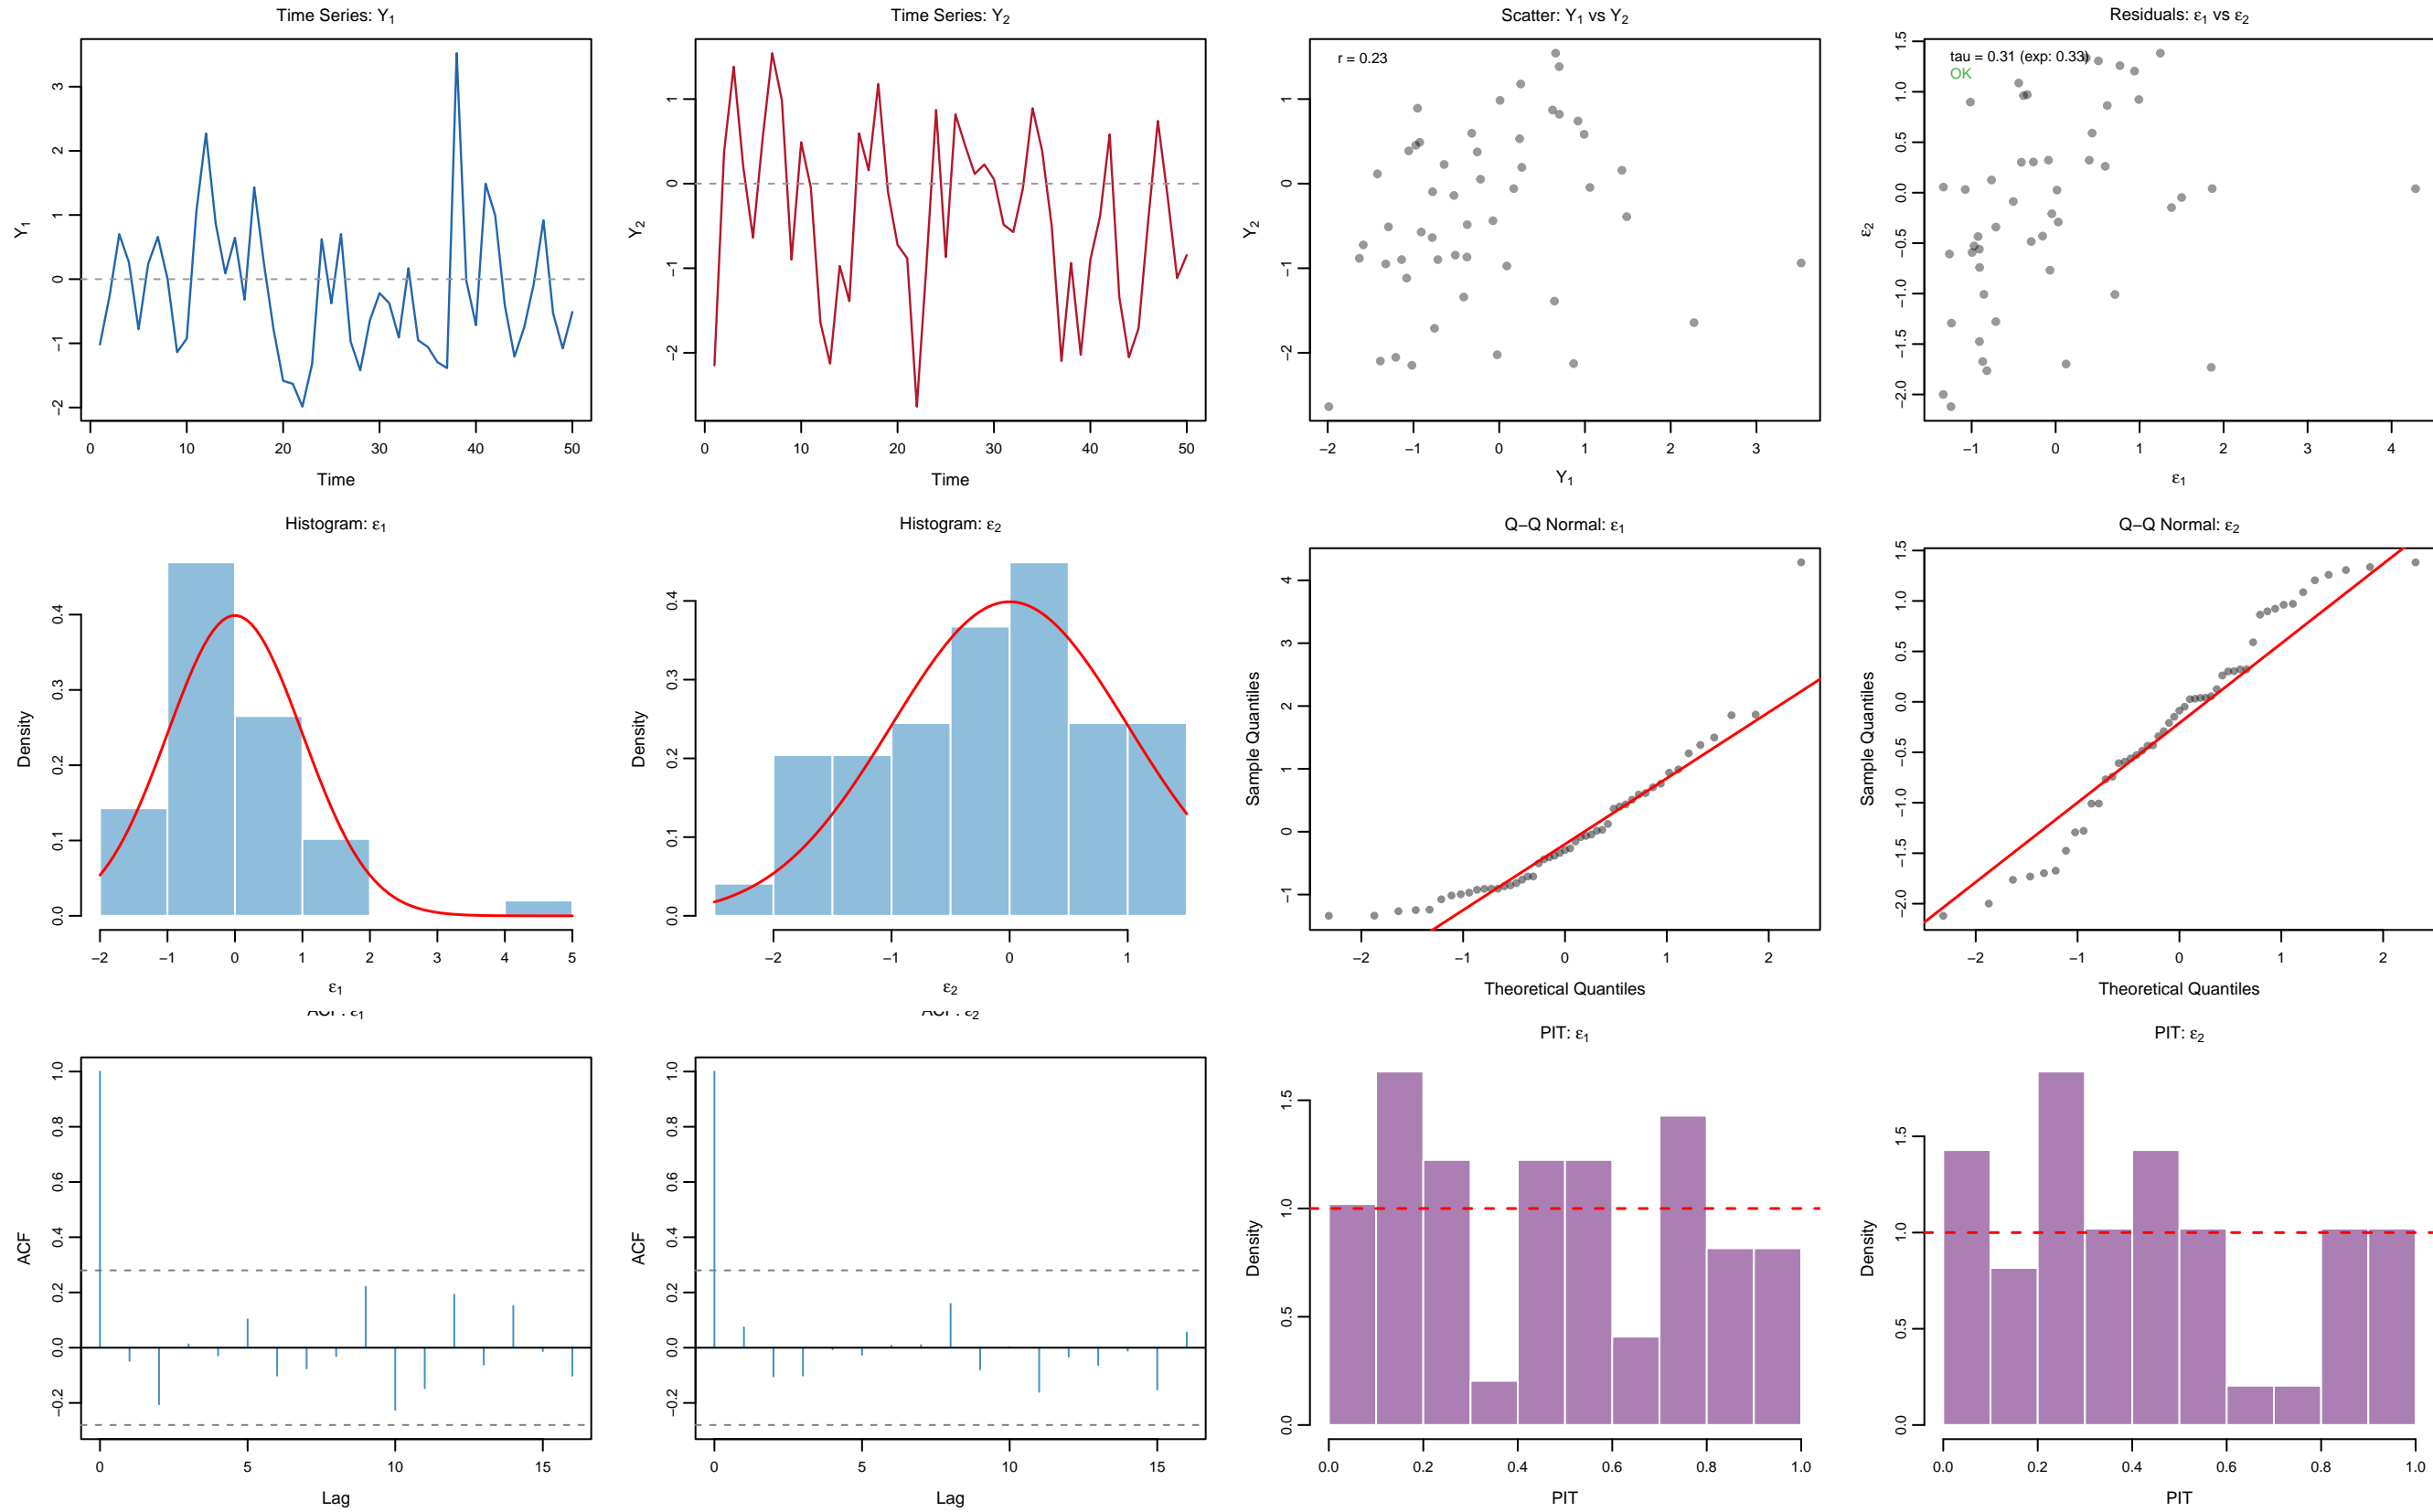 Time Series: Y₁
3
2
1
0
−1
−2
Y₁
0 10 20 30 40 50
Time
Time Series: Y₂
1
0
−1
−2
Y₂
0 10 20 30 40 50
Time
Scatter: Y₁ vs Y₂
r = 0.23
1
0
−1
−2
Y₂
−2 −1 0 1 2 3
Y₁
Residuals: ε₁ vs ε₂
tau = 0.31 (exp: 0.33)
OK
1.5
1.0
0.5
0.0
−0.5
−1.0
−1.5
−2.0
ε₂
−1 0 1 2 3 4
ε₁
Histogram: ε₁
0.4
0.3
0.2
0.1
0.0
Density
−2 −1 0 1 2 3 4 5
ε₁
Histogram: ε₂
0.4
0.3
0.2
0.1
0.0
Density
−2 −1 0 1
ε₂
Q−Q Normal: ε₁
4
3
2
1
0
−1
Sample Quantiles
−2 −1 0 1 2
Theoretical Quantiles
Q−Q Normal: ε₂
1.5
1.0
0.5
0.0
−0.5
−1.0
−1.5
−2.0
Sample Quantiles
−2 −1 0 1 2
Theoretical Quantiles
ACF: ε₁
1.0
0.8
0.6
0.4
0.2
0.0
−0.2
ACF
0 5 10 15
Lag
ACF: ε₂
1.0
0.8
0.6
0.4
0.2
0.0
−0.2
ACF
0 5 10 15
Lag
PIT: ε₁
1.5
1.0
0.5
0.0
Density
0.0 0.2 0.4 0.6 0.8 1.0
PIT
PIT: ε₂
1.5
1.0
0.5
0.0
Density
0.0 0.2 0.4 0.6 0.8 1.0
PIT